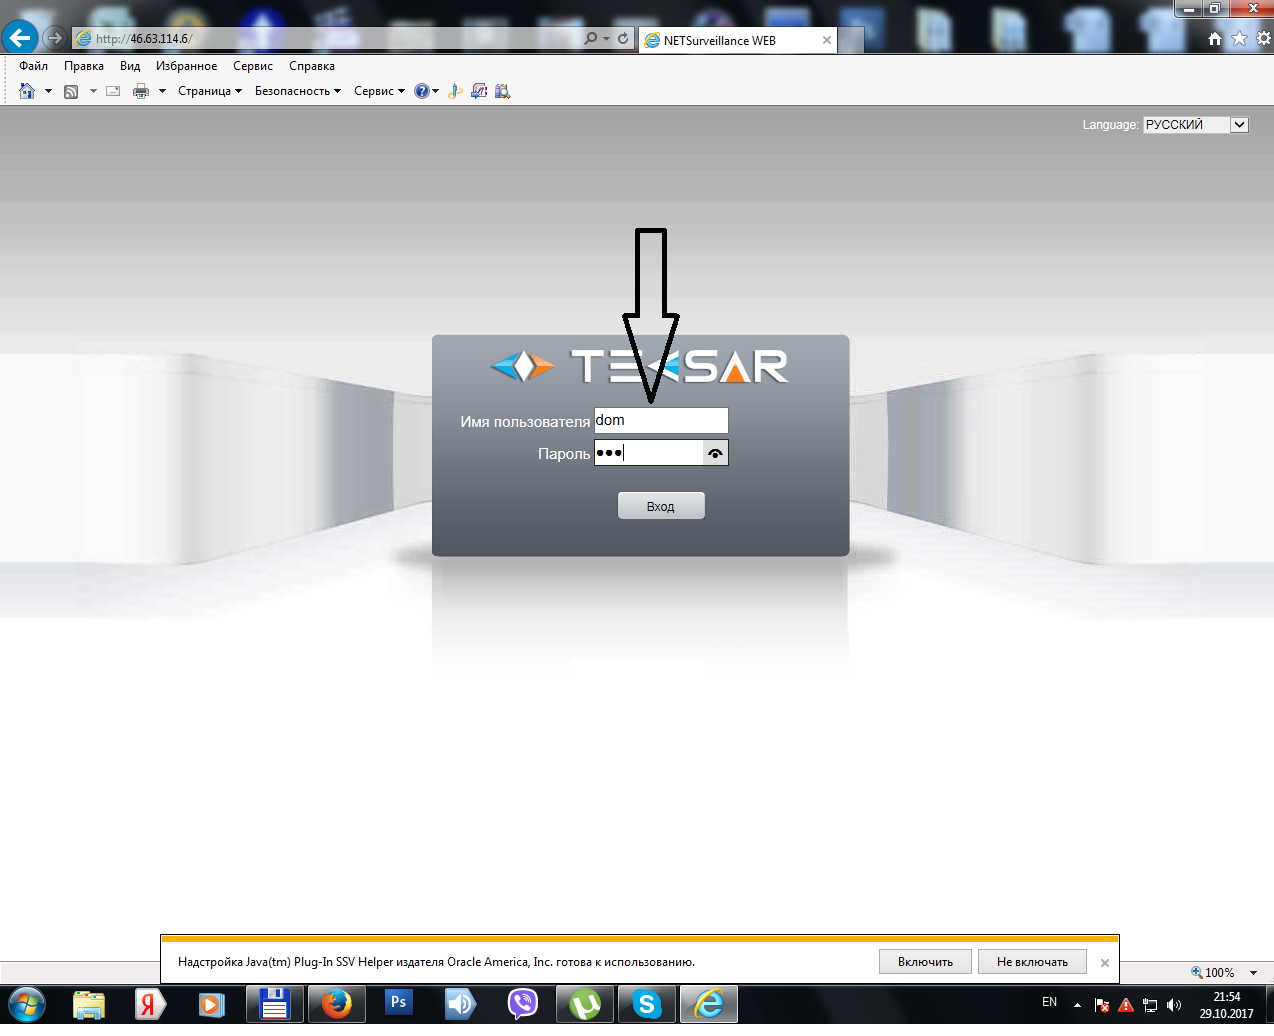 http://46.63.114.6/
NETSurveillance WEB
Файл Правка Вид Избранное Сервис Справка
Страница Безопасность Сервис
Language: РУССКИЙ
TEKSAR
Имя пользователя dom
Пароль
Вход
Надстройка Java(tm) Plug-In SSV Helper издателя Oracle America, Inc. готова к использованию. Включить Не включать
100%
Я Ps S EN 21:54
29.10.2017